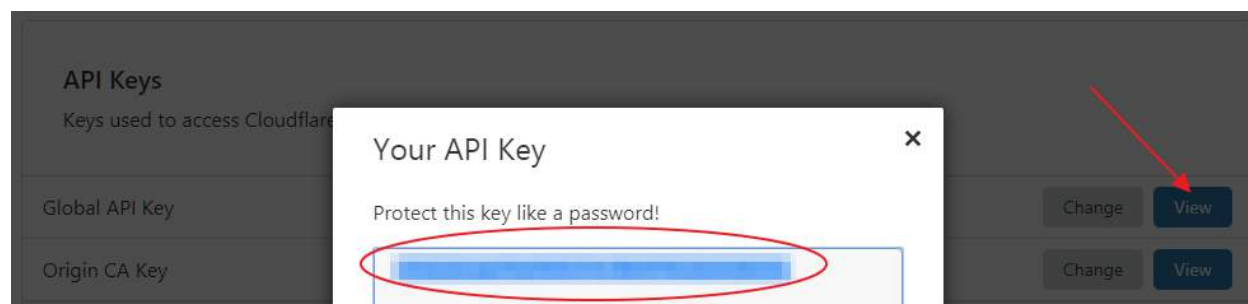 API Keys
Keys used to access Cloudflare
Your API Key
×
Protect this key like a password!
Global API Key
Change
View
Origin CA Key
Change
View